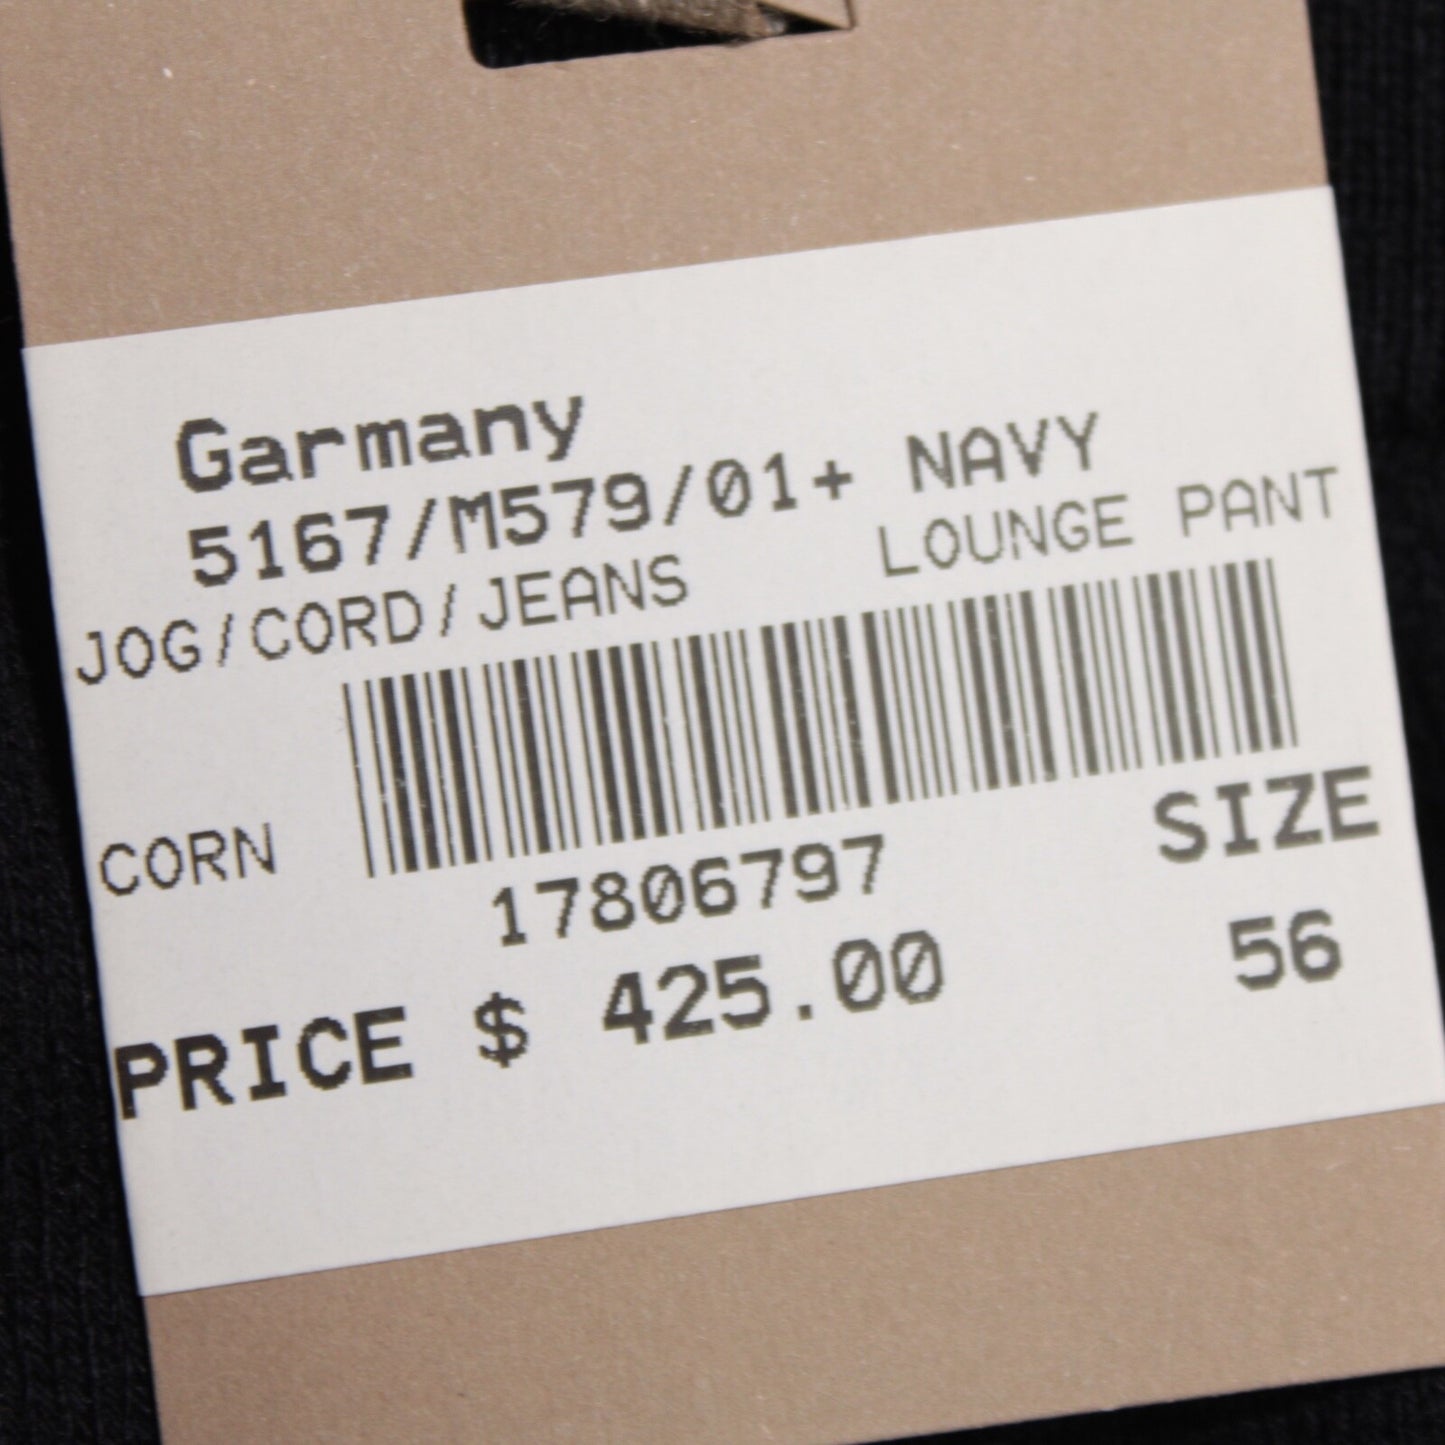 Garmany
5167/M579/01+ NAVY
JOG/CORD/JEANS LOUNGE PANT
CORN
17806797
SIZE
PRICE $ 425.00 56